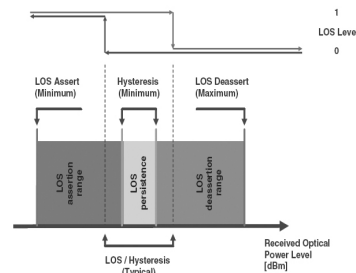 1
LOS Leve
0
LOS Assert
(Minimum)
Hysteresis
(Minimum)
LOS Deassert
(Maximum)
LOS
assertion
range
LOS
persistence
LOS
deassertion
range
LOS / Hysteresis
(Typical)
Received Optical
Power Level
[dBm]